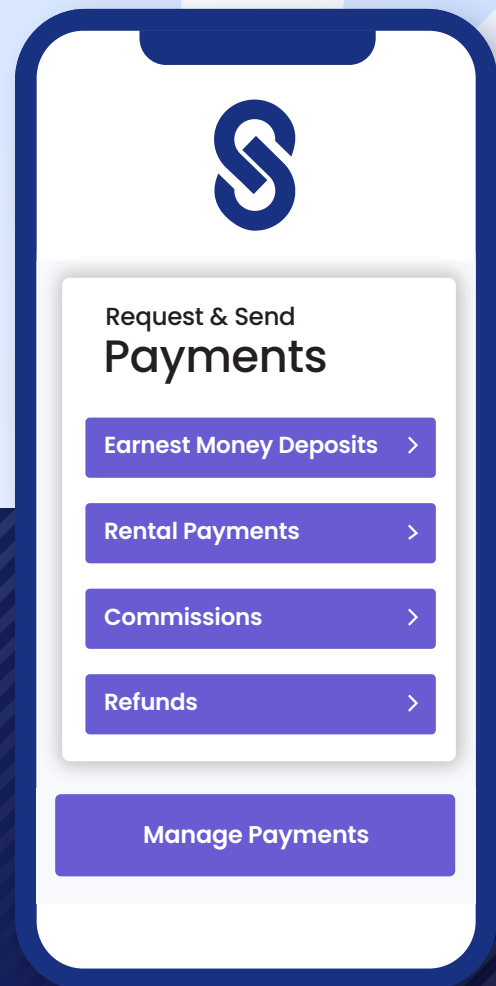 Request & Send
Payments
Earnest Money Deposits
Rental Payments
Commissions
Refunds
Manage Payments